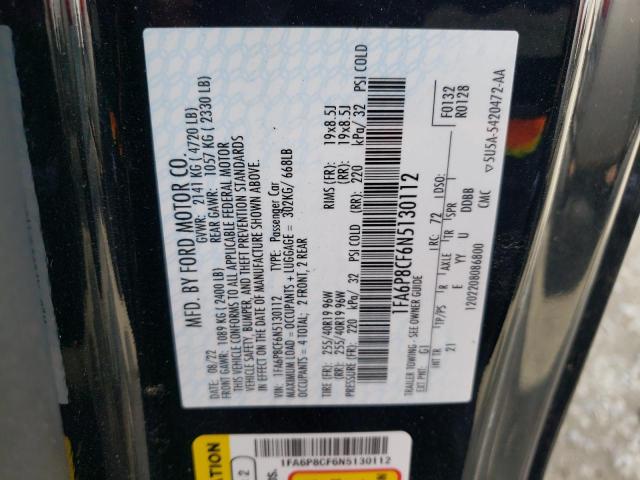 MFD. BY FORD MOTOR CO.
DATE: 08/22 GVWR: 2141 KG ( 4720 LB)
FRONT GAWR: 1089 KG (2400 LB) REAR GAWR: 1057 KG ( 2330 LB)
THIS VEHICLE CONFORMS TO ALL APPLICABLE FEDERAL MOTOR
VEHICLE SAFETY, BUMPER, AND THEFT PREVENTION STANDARDS
IN EFFECT ON THE DATE OF MANUFACTURE SHOWN ABOVE.
VIN: 1FA6P8CF6N5130112 TYPE: Passenger Car
MAXIMUM LOAD = OCCUPANTS + LUGGAGE = 302KG/ 668LB
OCCUPANTS = 4 TOTAL; 2 FRONT, 2 REAR
TIRE (FR): 255/40R19 96W RIMS (FR): 19x8.5J
(RR): 255/40R19 96W (RR): 19x8.5J
PRESSURE (FR): 220 kPa/ 32 PSI COLD (RR): 220 kPa/ 32 PSI COLD
1FA6P8CF6N5130112
TRAILER TOWING - SEE OWNER GUIDE
EXT PNT: G1 RC: 72 DSO: F0132
R0128
INT TR TP/PS R AXLE TR SPR
21 E YY U DDBB
1202208086800 CMC ▽5U5A-5420472-AA
1FA6P8CF6N5130112